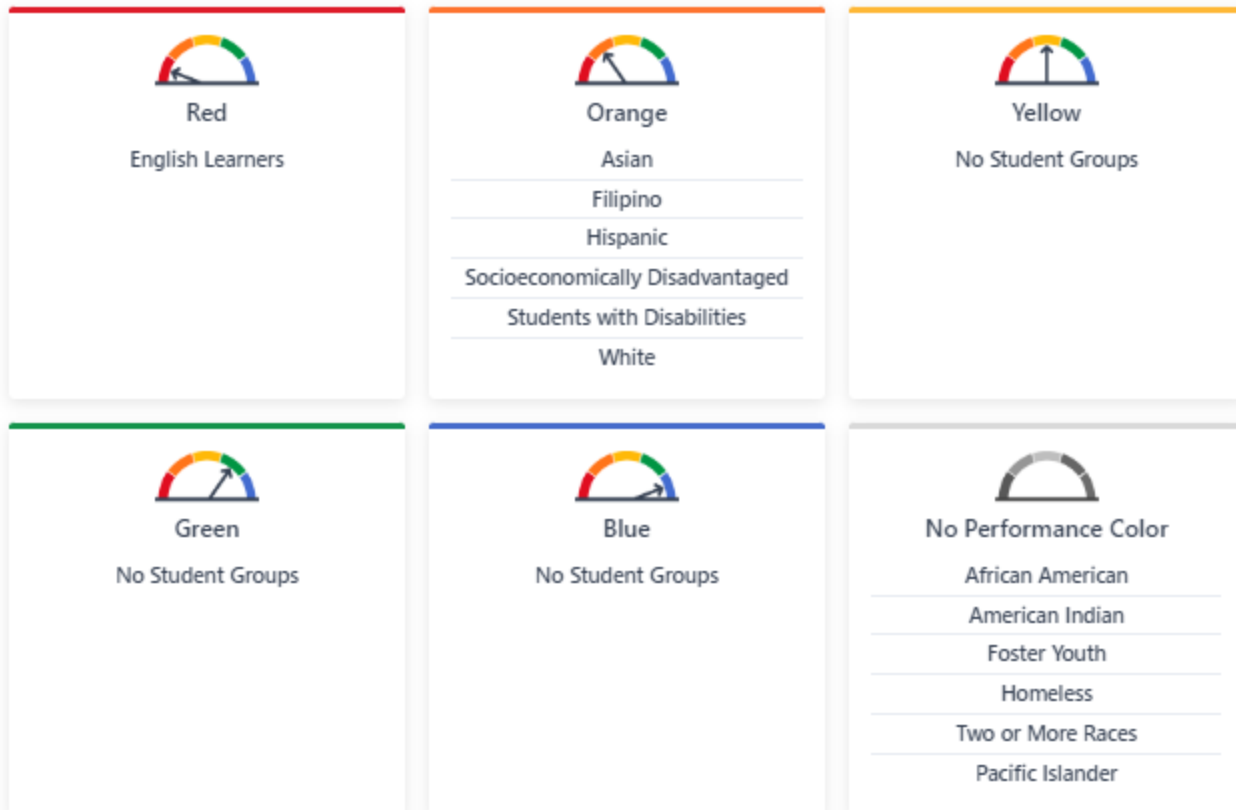 Red
English Learners
Orange
Asian
Filipino
Hispanic
Socioeconomically Disadvantaged
Students with Disabilities
White
Yellow
No Student Groups
Green
No Student Groups
Blue
No Student Groups
No Performance Color
African American
American Indian
Foster Youth
Homeless
Two or More Races
Pacific Islander